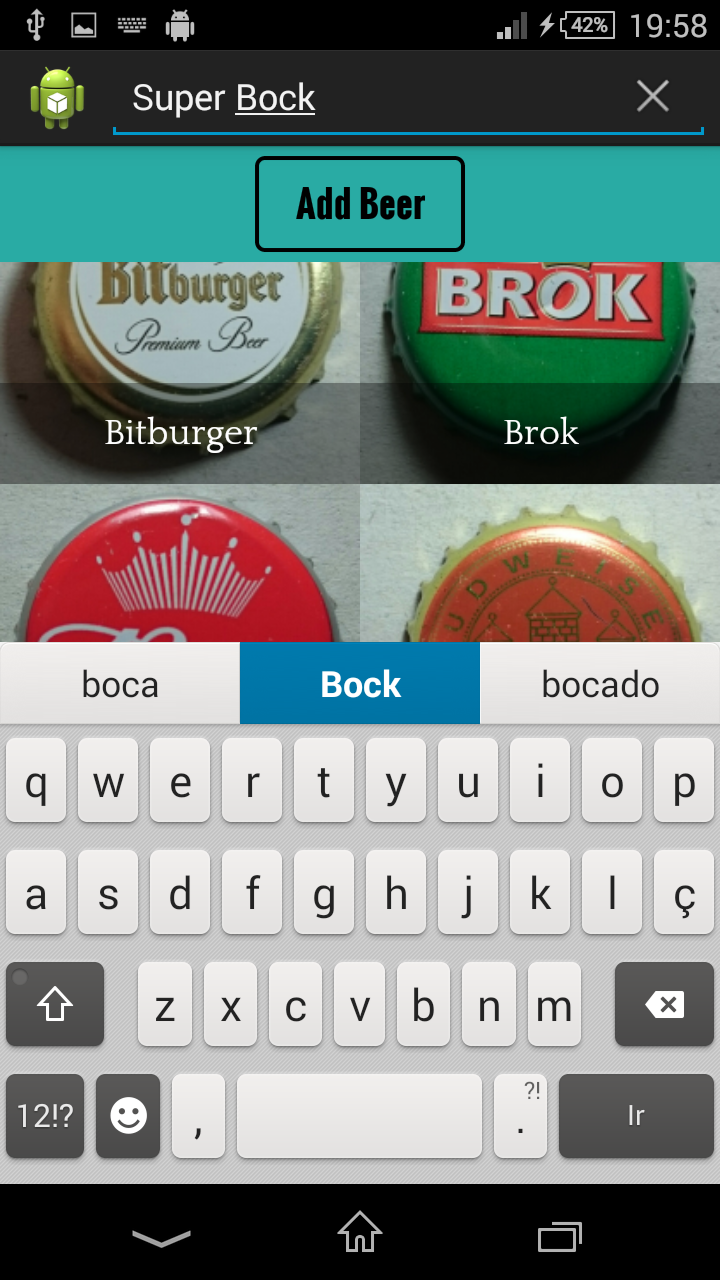 42% 19:58
Super Bock
Add Beer
Bitburger
Premium Beer
BROK
Bitburger
Brok
UDWEISE
boca Bock bocado
q w e r t y u i o p
a s d f g h j k l ç
z x c v b n m
12!? , ?! . Ir